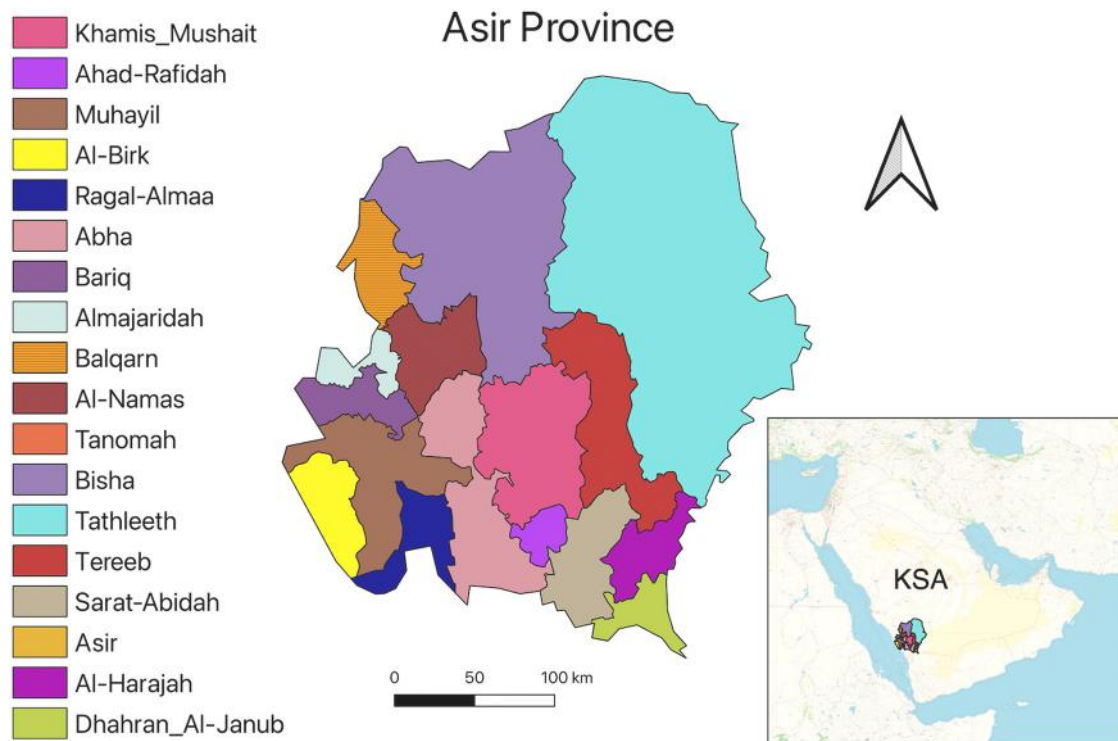 Asir Province
Khamis_Mushait
Ahad-Rafidah
Muhayil
Al-Birk
Ragal-Almaa
Abha
Bariq
Almajaridah
Balqarn
Al-Namas
Tanomah
Bisha
Tathleeth
Tereeb
Sarat-Abidah
Asir
Al-Harajah
Dhahran_Al-Janub
0 50 100 km
KSA